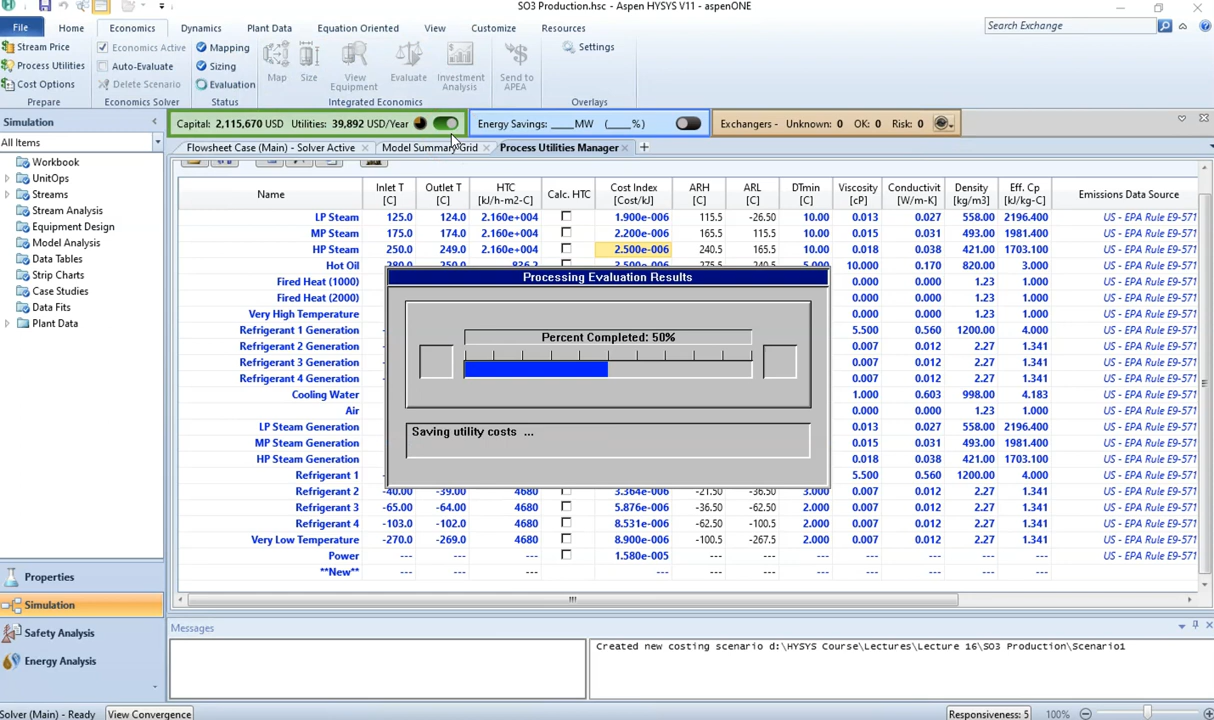 SO3 Production.hsc - Aspen HYSYS V11 - aspenONE
File Home Economics Dynamics Plant Data Equation Oriented View Customize Resources Search Exchange
Stream Price Economics Active Mapping Settings
Process Utilities Auto-Evaluate Sizing Map Size View Equipment Evaluate Investment Analysis Send to APEA
Cost Options Delete Scenario Evaluation
Prepare Economics Solver Status Integrated Economics Overlays
Simulation Capital: 2,115,670 USD Utilities: 39,892 USD/Year Energy Savings: ____MW (____%) Exchangers - Unknown: 0 OK: 0 Risk: 0
All Items
Flowsheet Case (Main) - Solver Active Model Summary Grid Process Utilities Manager
Workbook
UnitOps
Streams
Stream Analysis
Equipment Design
Model Analysis
Data Tables
Strip Charts
Case Studies
Data Fits
Plant Data
Name Inlet T [C] Outlet T [C] HTC [kJ/h-m2-C] Calc. HTC Cost Index [Cost/kJ] ARH [C] ARL [C] DTmin [C] Viscosity [cP] Conductivit [W/m-K] Density [kg/m3] Eff. Cp [kJ/kg-K] Emissions Data Source
LP Steam 125.0 124.0 2.160e+004 1.900e-006 115.5 -26.50 10.00 0.013 0.027 558.00 2196.400 US - EPA Rule E9-571
MP Steam 175.0 174.0 2.160e+004 2.200e-006 165.5 115.5 10.00 0.015 0.031 493.00 1981.400 US - EPA Rule E9-571
HP Steam 250.0 249.0 2.160e+004 2.500e-006 240.5 165.5 10.00 0.018 0.038 421.00 1703.100 US - EPA Rule E9-571
Hot Oil 280.0 250.0 836.2 3.500e-006 275.5 240.5 5.000 10.000 0.170 820.00 3.000 US - EPA Rule E9-571
Fired Heat (1000) 0.000 0.000 1.23 1.000 US - EPA Rule E9-571
Fired Heat (2000) 0.000 0.000 1.23 1.000 US - EPA Rule E9-571
Very High Temperature 0.000 0.000 1.23 1.000 US - EPA Rule E9-571
Refrigerant 1 Generation 5.500 0.560 1200.00 4.000 US - EPA Rule E9-571
Refrigerant 2 Generation 0.007 0.012 2.27 1.341 US - EPA Rule E9-571
Refrigerant 3 Generation 0.007 0.012 2.27 1.341 US - EPA Rule E9-571
Refrigerant 4 Generation 0.007 0.012 2.27 1.341 US - EPA Rule E9-571
Cooling Water 1.000 0.603 998.00 4.183 US - EPA Rule E9-571
Air 0.000 0.000 1.23 1.000 US - EPA Rule E9-571
LP Steam Generation 0.013 0.027 558.00 2196.400 US - EPA Rule E9-571
MP Steam Generation 0.015 0.031 493.00 1981.400 US - EPA Rule E9-571
HP Steam Generation 0.018 0.038 421.00 1703.100 US - EPA Rule E9-571
Refrigerant 1 5.500 0.560 1200.00 4.000 US - EPA Rule E9-571
Refrigerant 2 -40.00 -39.00 4680 3.364e-006 -21.50 -36.50 3.000 0.007 0.012 2.27 1.341 US - EPA Rule E9-571
Refrigerant 3 -65.00 -64.00 4680 5.876e-006 -36.50 -62.50 2.000 0.007 0.012 2.27 1.341 US - EPA Rule E9-571
Refrigerant 4 -103.0 -102.0 4680 8.531e-006 -62.50 -100.5 2.000 0.007 0.012 2.27 1.341 US - EPA Rule E9-571
Very Low Temperature -270.0 -269.0 4680 8.900e-006 -100.5 -267.5 2.000 0.007 0.012 2.27 1.341 US - EPA Rule E9-571
Power --- --- --- 1.580e-005 --- --- --- --- --- --- --- US - EPA Rule E9-571
**New** --- --- --- --- --- --- --- --- --- --- --- ---
Processing Evaluation Results
Percent Completed: 50%
Saving utility costs ...
Properties
Simulation
Safety Analysis
Energy Analysis
Messages
Created new costing scenario d:\HYSYS Course\Lectures\Lecture 16\SO3 Production\Scenario1
Solver (Main) - Ready View Convergence Responsiveness: 5 100%